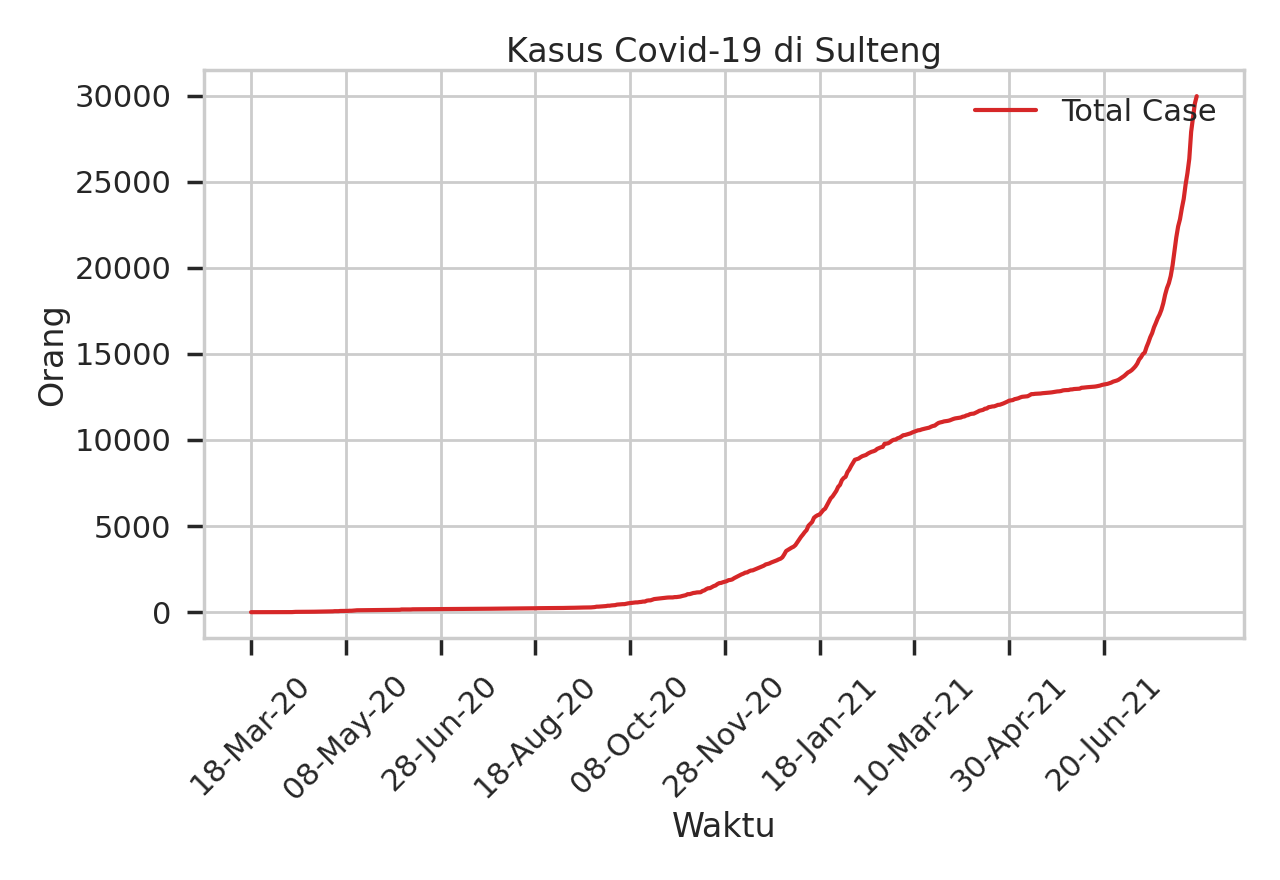 Kasus Covid-19 di Sulteng
Total Case
30000
25000
20000
15000
10000
5000
0
Orang
18-Mar-20
08-May-20
28-Jun-20
18-Aug-20
08-Oct-20
28-Nov-20
18-Jan-21
10-Mar-21
30-Apr-21
20-Jun-21
Waktu